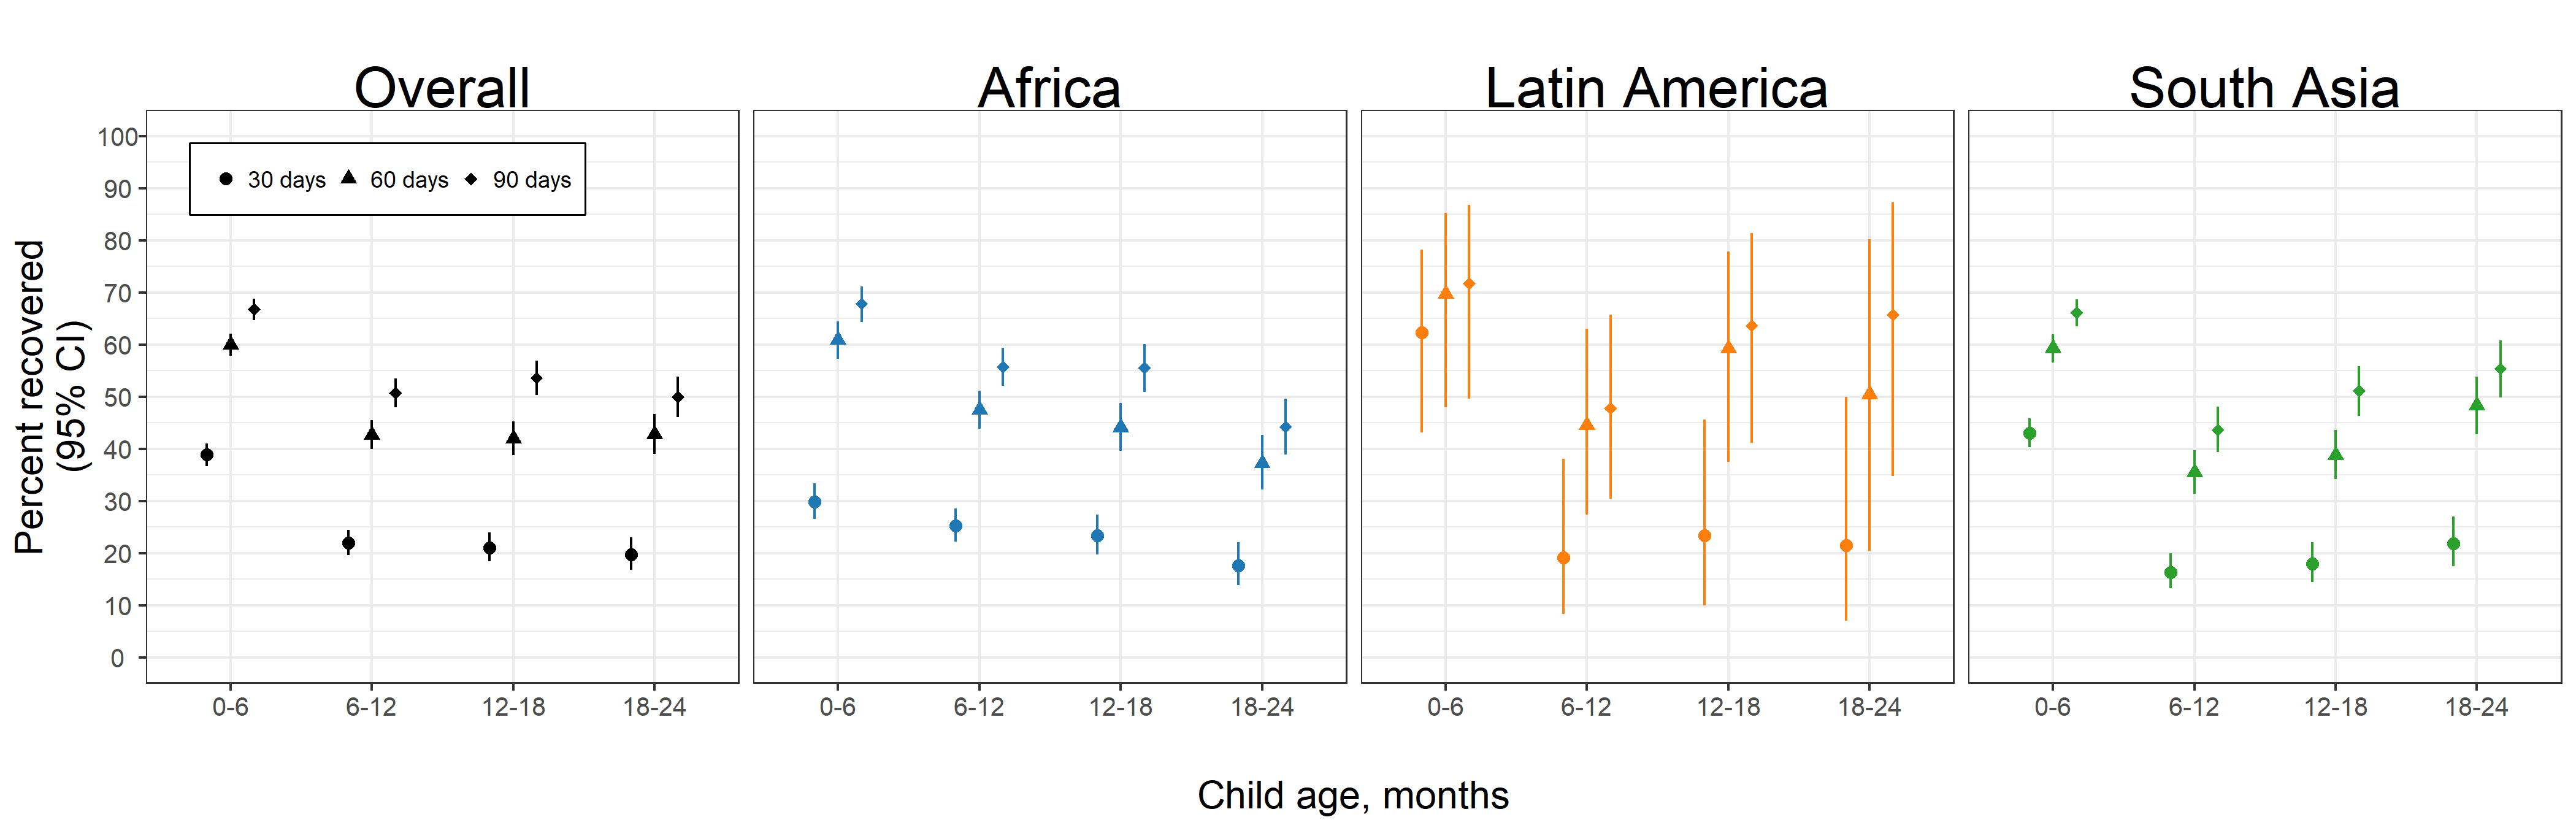 Overall
Africa
Latin America
South Asia
Percent recovered
(95% CI)
100
90
80
70
60
50
40
30
20
10
0
30 days 60 days 90 days
0-6 6-12 12-18 18-24
0-6 6-12 12-18 18-24
0-6 6-12 12-18 18-24
0-6 6-12 12-18 18-24
Child age, months